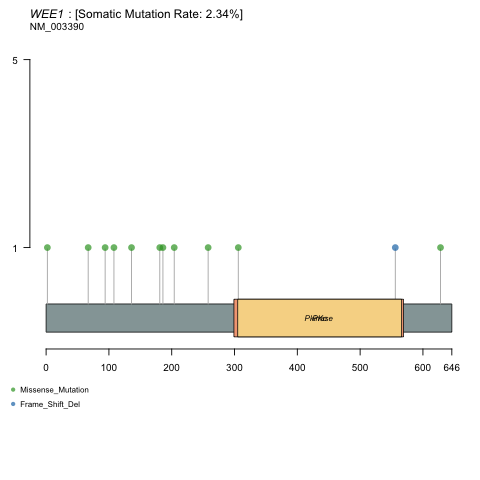 WEE1 : [Somatic Mutation Rate: 2.34%]
NM_003390
5
1
0 100 200 300 400 500 600 646
Missense_Mutation
Frame_Shift_Del